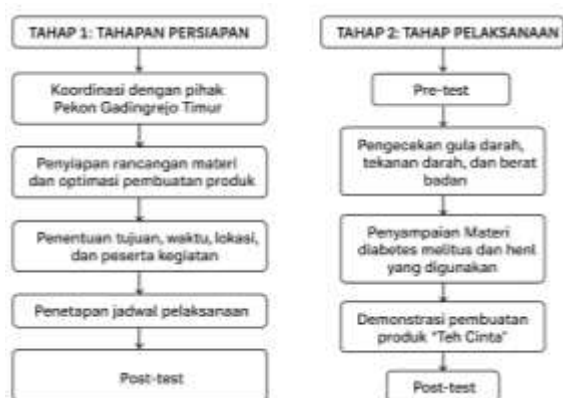 TAHAP 1: TAHAPAN PERSIAPAN
Koordinasi dengan pihak
Pekon Gadingrejo Timur
Penyiapan rancangan materi
dan optimasi pembuatan produk
Penentuan tujuan, waktu, lokasi,
dan peserta kegiatan
Penetapan jadwal pelaksanaan
Post-test
TAHAP 2: TAHAP PELAKSANAAN
Pre-test
Pengecekan gula darah,
tekanan darah, dan berat
badan
Penyampaian Materi
diabetes melitus dan henl
yang digunakan
Demonstrasi pembuatan
produk "Teh Cinta"
Post-test